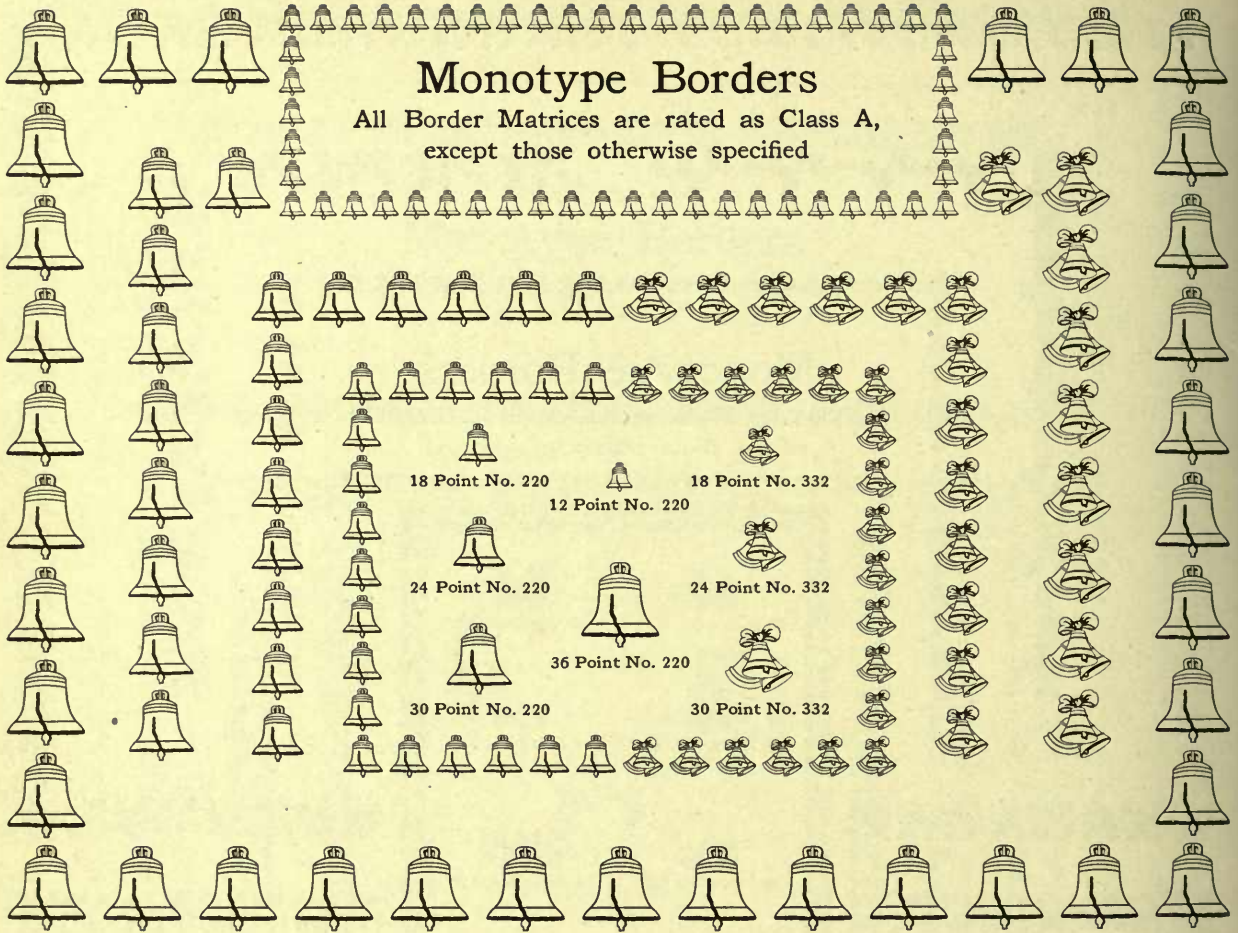 Monotype Borders
All Border Matrices are rated as Class A,
except those otherwise specified
18 Point No. 220
12 Point No. 220
18 Point No. 332
24 Point No. 220
24 Point No. 332
36 Point No. 220
30 Point No. 220
30 Point No. 332